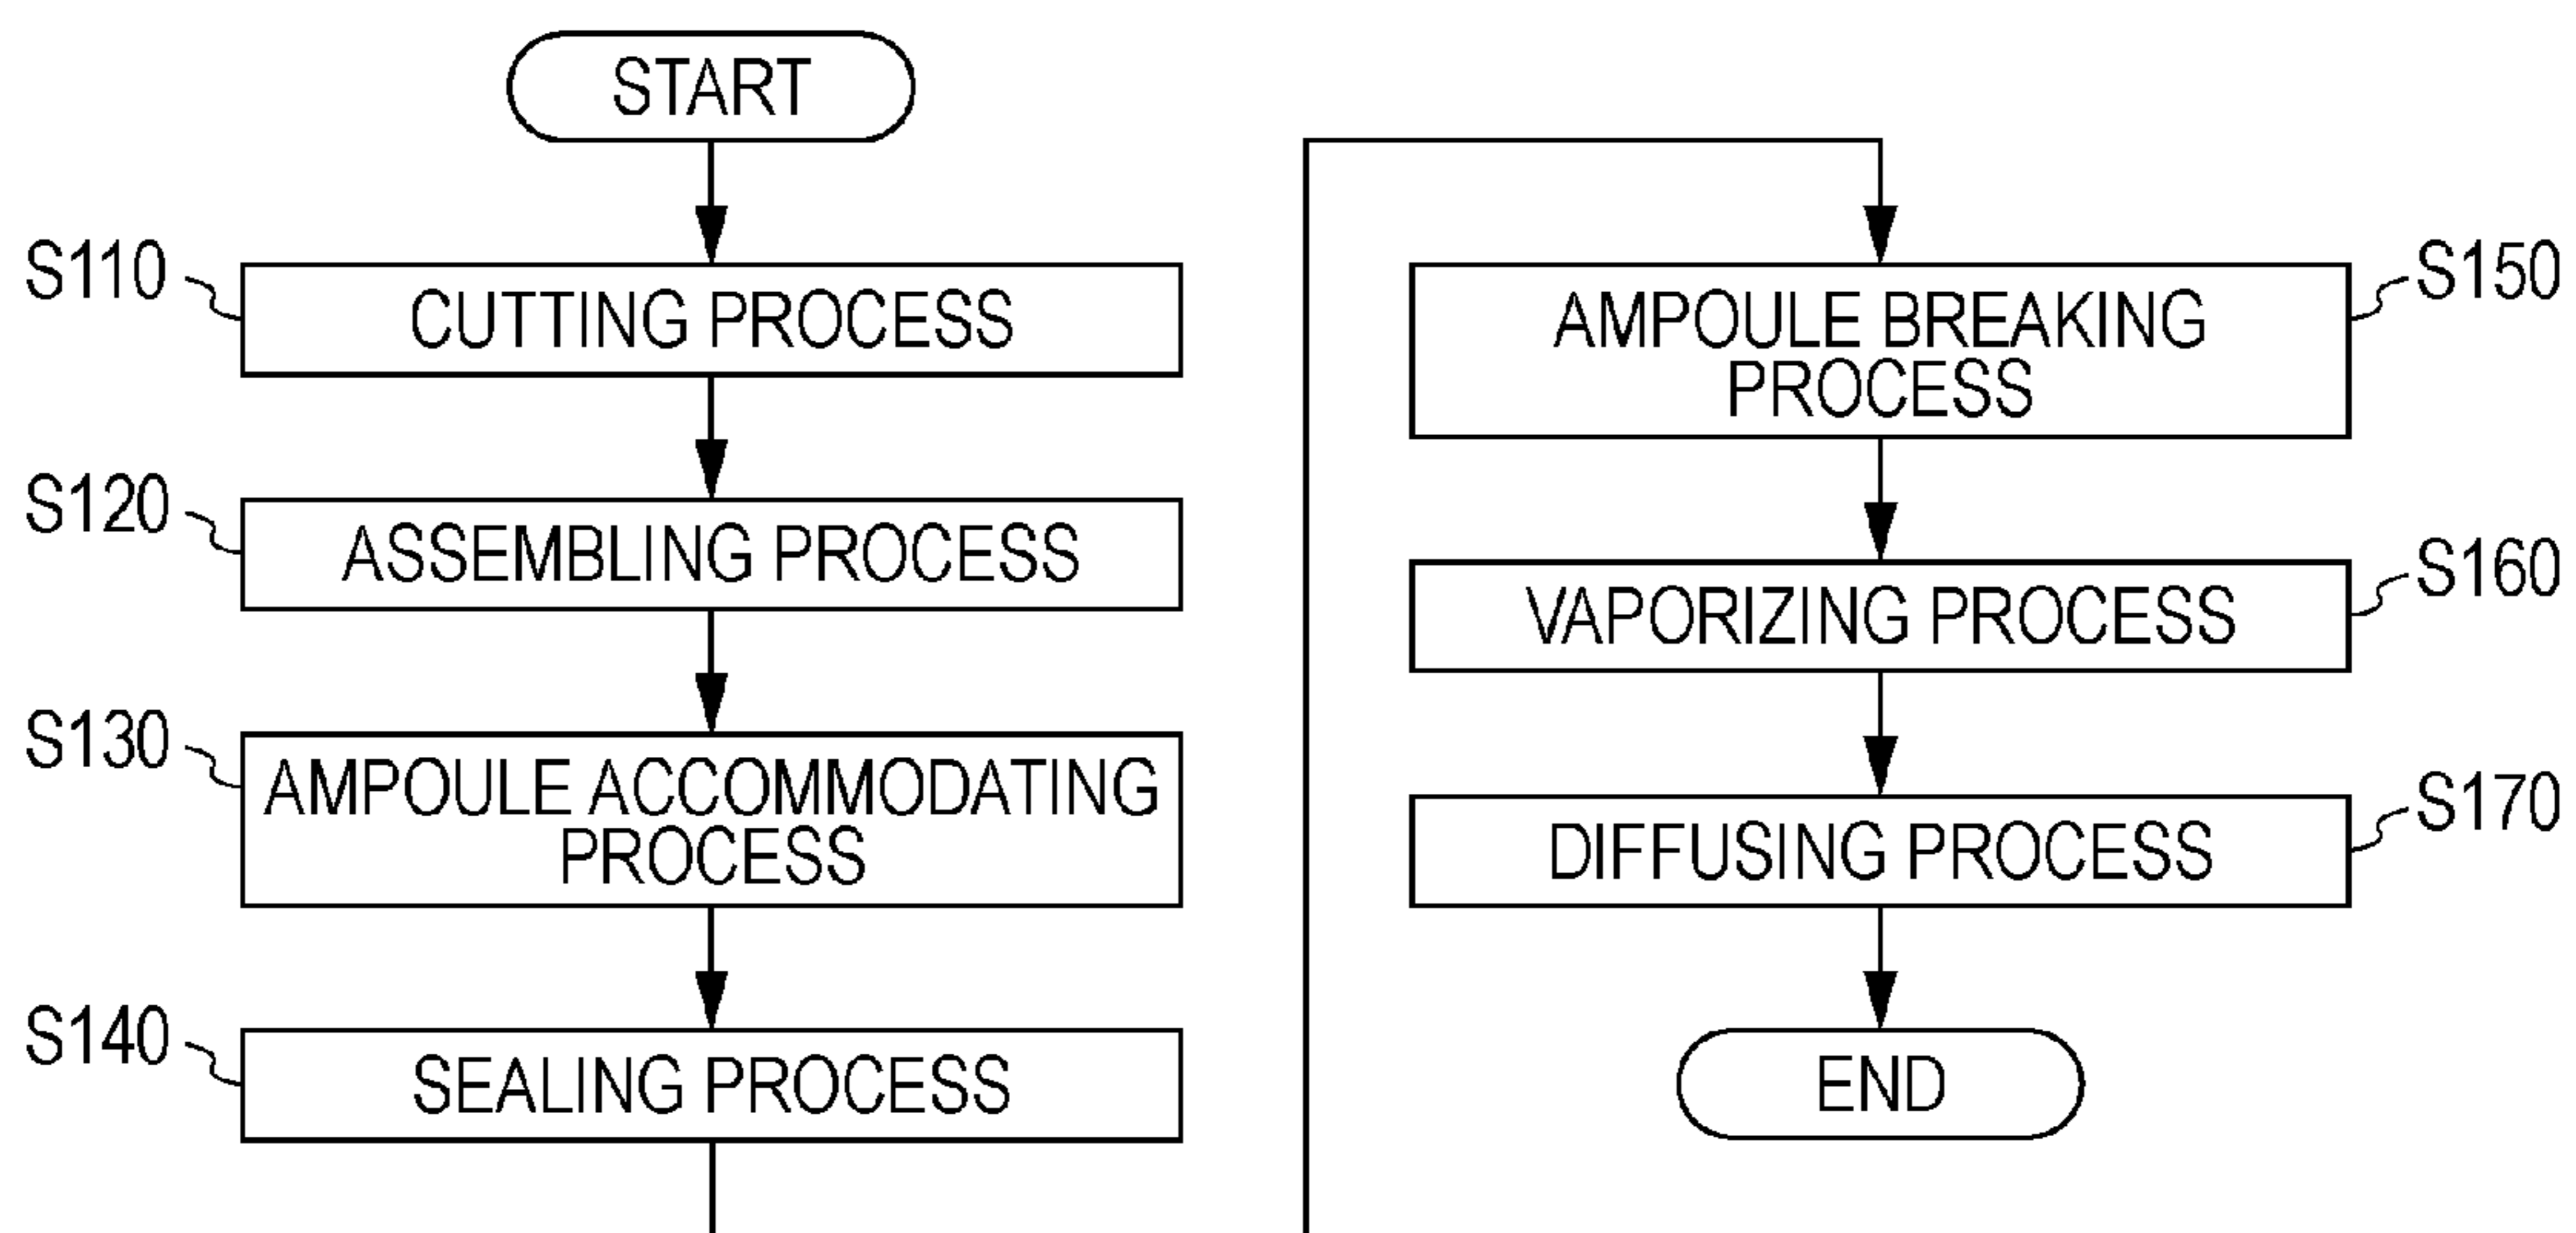 START
S110
CUTTING PROCESS
S120
ASSEMBLING PROCESS
S130
AMPOULE ACCOMMODATING
PROCESS
S140
SEALING PROCESS
S150
AMPOULE BREAKING
PROCESS
S160
VAPORIZING PROCESS
S170
DIFFUSING PROCESS
END